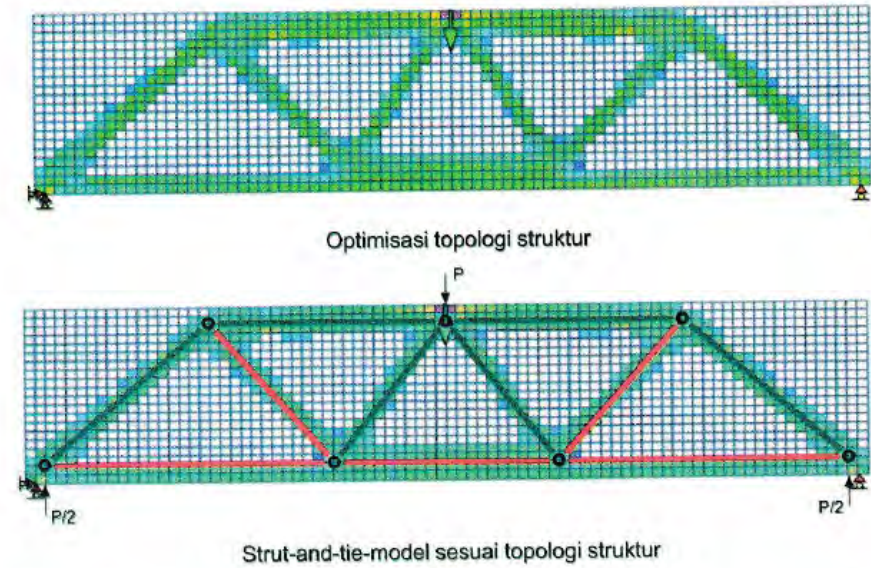 Optimisasi topologi struktur
P
P/2
P/2
Strut-and-tie-model sesuai topologi struktur